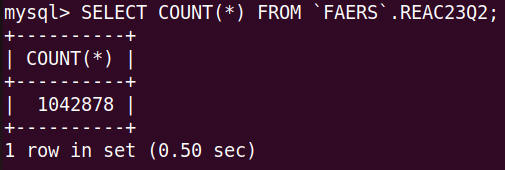 mysql> SELECT COUNT(*) FROM `FAERS`.REAC23Q2;
+----------+
| COUNT(*) |
+----------+
|  1042878 |
+----------+
1 row in set (0.50 sec)